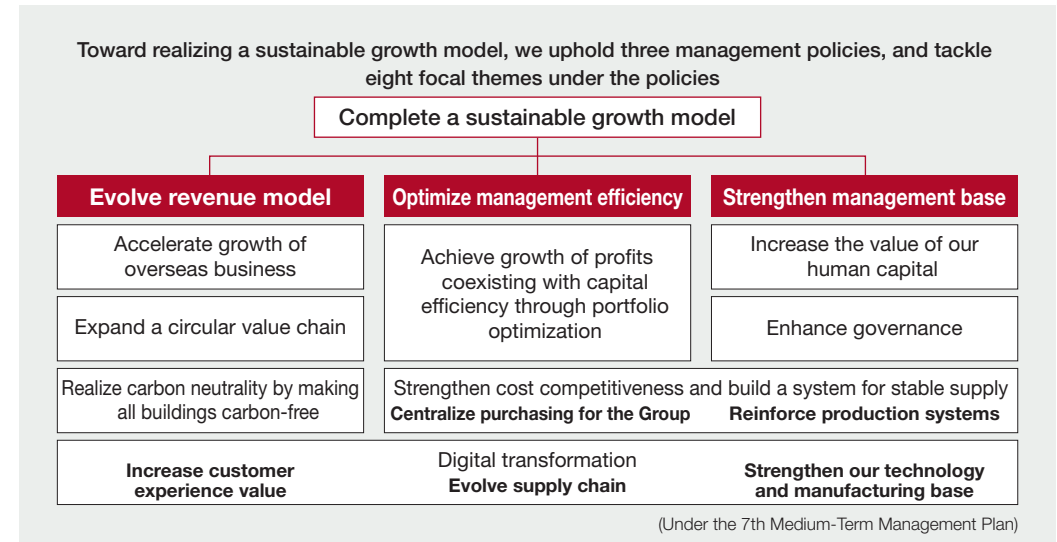 Toward realizing a sustainable growth model, we uphold three management policies, and tackle
eight focal themes under the policies
Complete a sustainable growth model
Evolve revenue model
Optimize management efficiency
Strengthen management base
Accelerate growth of
overseas business
Expand a circular value chain
Achieve growth of profits
coexisting with capital
efficiency through portfolio
optimization
Increase the value of our
human capital
Enhance governance
Realize carbon neutrality by making
all buildings carbon-free
Strengthen cost competitiveness and build a system for stable supply
Centralize purchasing for the Group
Reinforce production systems
Digital transformation
Increase customer
experience value
Evolve supply chain
Strengthen our technology
and manufacturing base
(Under the 7th Medium-Term Management Plan)